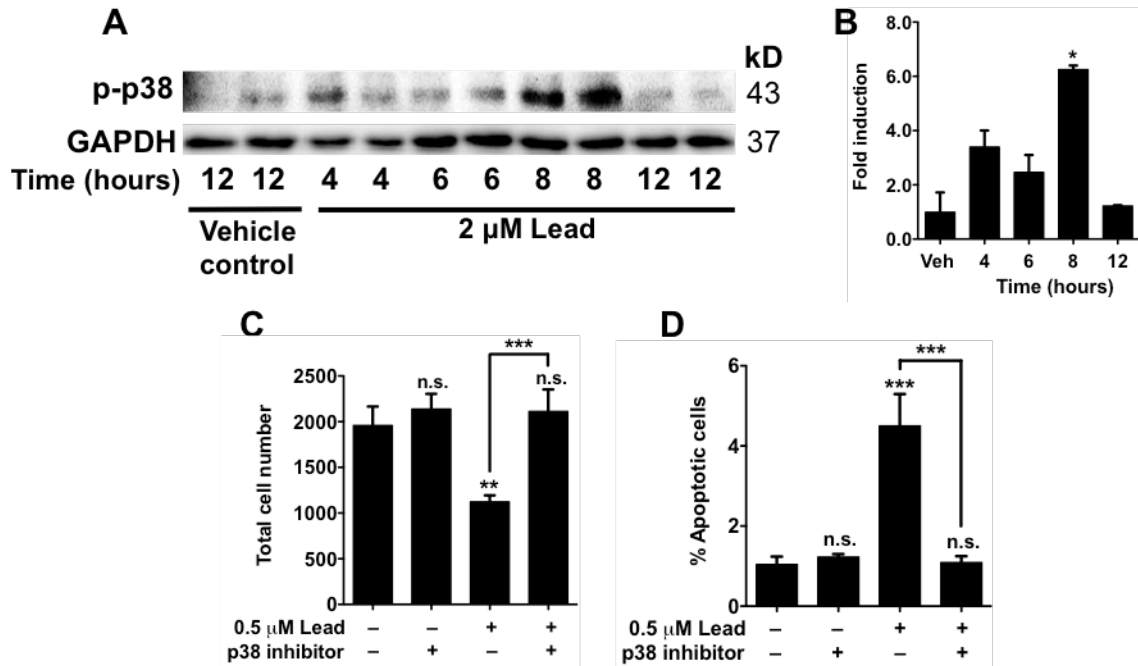 A
kD
p-p38
43
GAPDH
37
Time (hours) 12 12 4 4 6 6 8 8 12 12
Vehicle control
2 µM Lead
B
Fold induction
8.0
6.0
4.0
2.0
0.0
*
Veh 4 6 8 12
Time (hours)
C
Total cell number
2500
2000
1500
1000
500
0
n.s.
**
***
n.s.
0.5 µM Lead – – + +
p38 inhibitor – + – +
D
% Apoptotic cells
6
4
2
0
n.s.
***
***
n.s.
0.5 µM Lead – – + +
p38 inhibitor – + – +